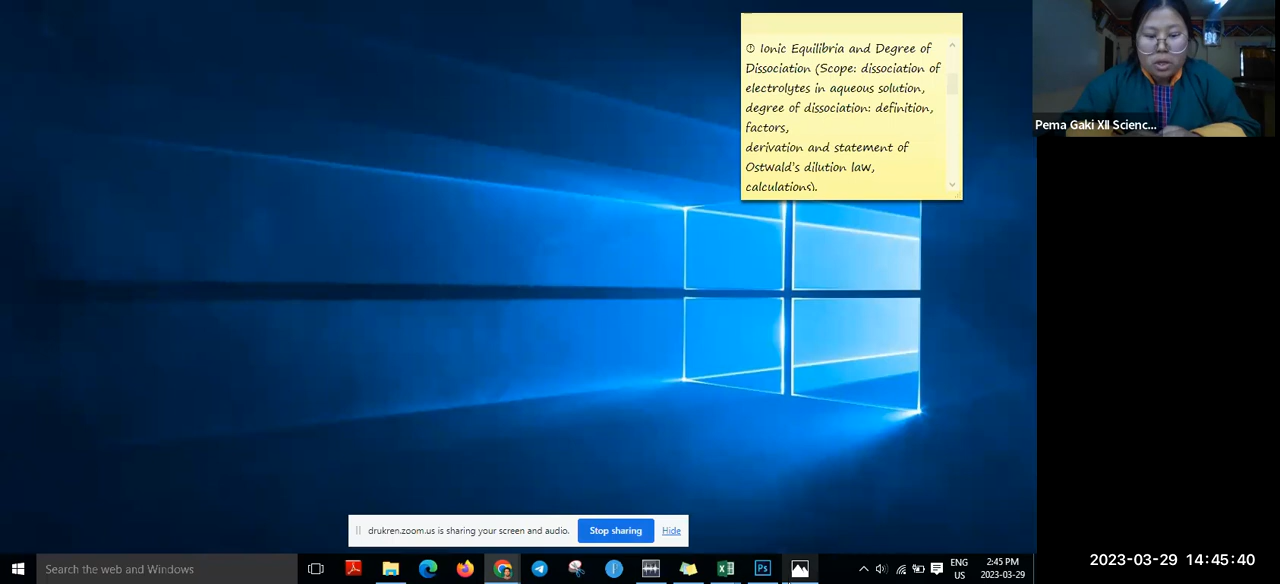 ① Ionic Equilibria and Degree of
Dissociation (Scope: dissociation of
electrolytes in aqueous solution,
degree of dissociation: definition,
factors,
derivation and statement of
Ostwald's dilution law,
calculations).
Pema Gaki XII Scienc...
drukren.zoom.us is sharing your screen and audio.
Stop sharing
Hide
Search the web and Windows
Ps
ENG
US
2:45 PM
2023-03-29
2023-03-29 14:45:40